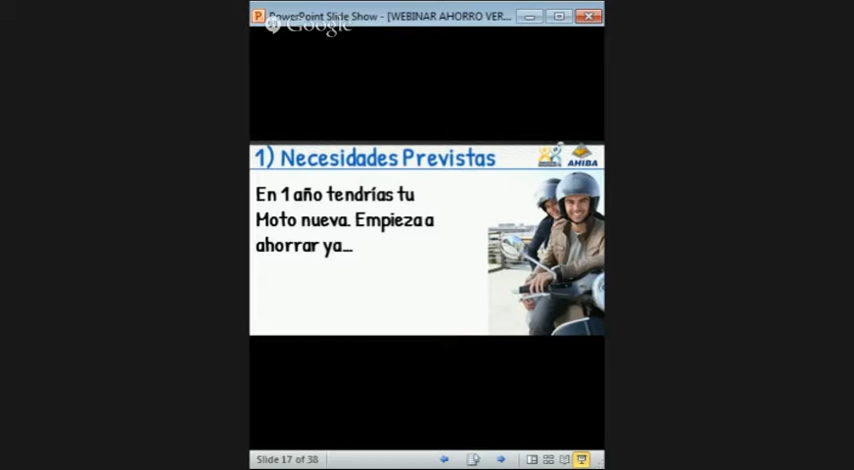 PowerPoint Slide Show - [WEBINAR AHORRO VER...
Google
1) Necesidades Previstas
AHIBA
En 1 año tendrías tu
Moto nueva. Empieza a
ahorrar ya...
Slide 17 of 38